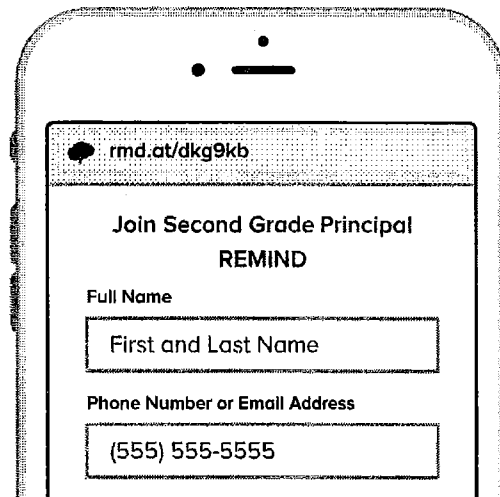 rmd.at/dkg9kb
Join Second Grade Principal
REMIND
Full Name
First and Last Name
Phone Number or Email Address
(555) 555-5555